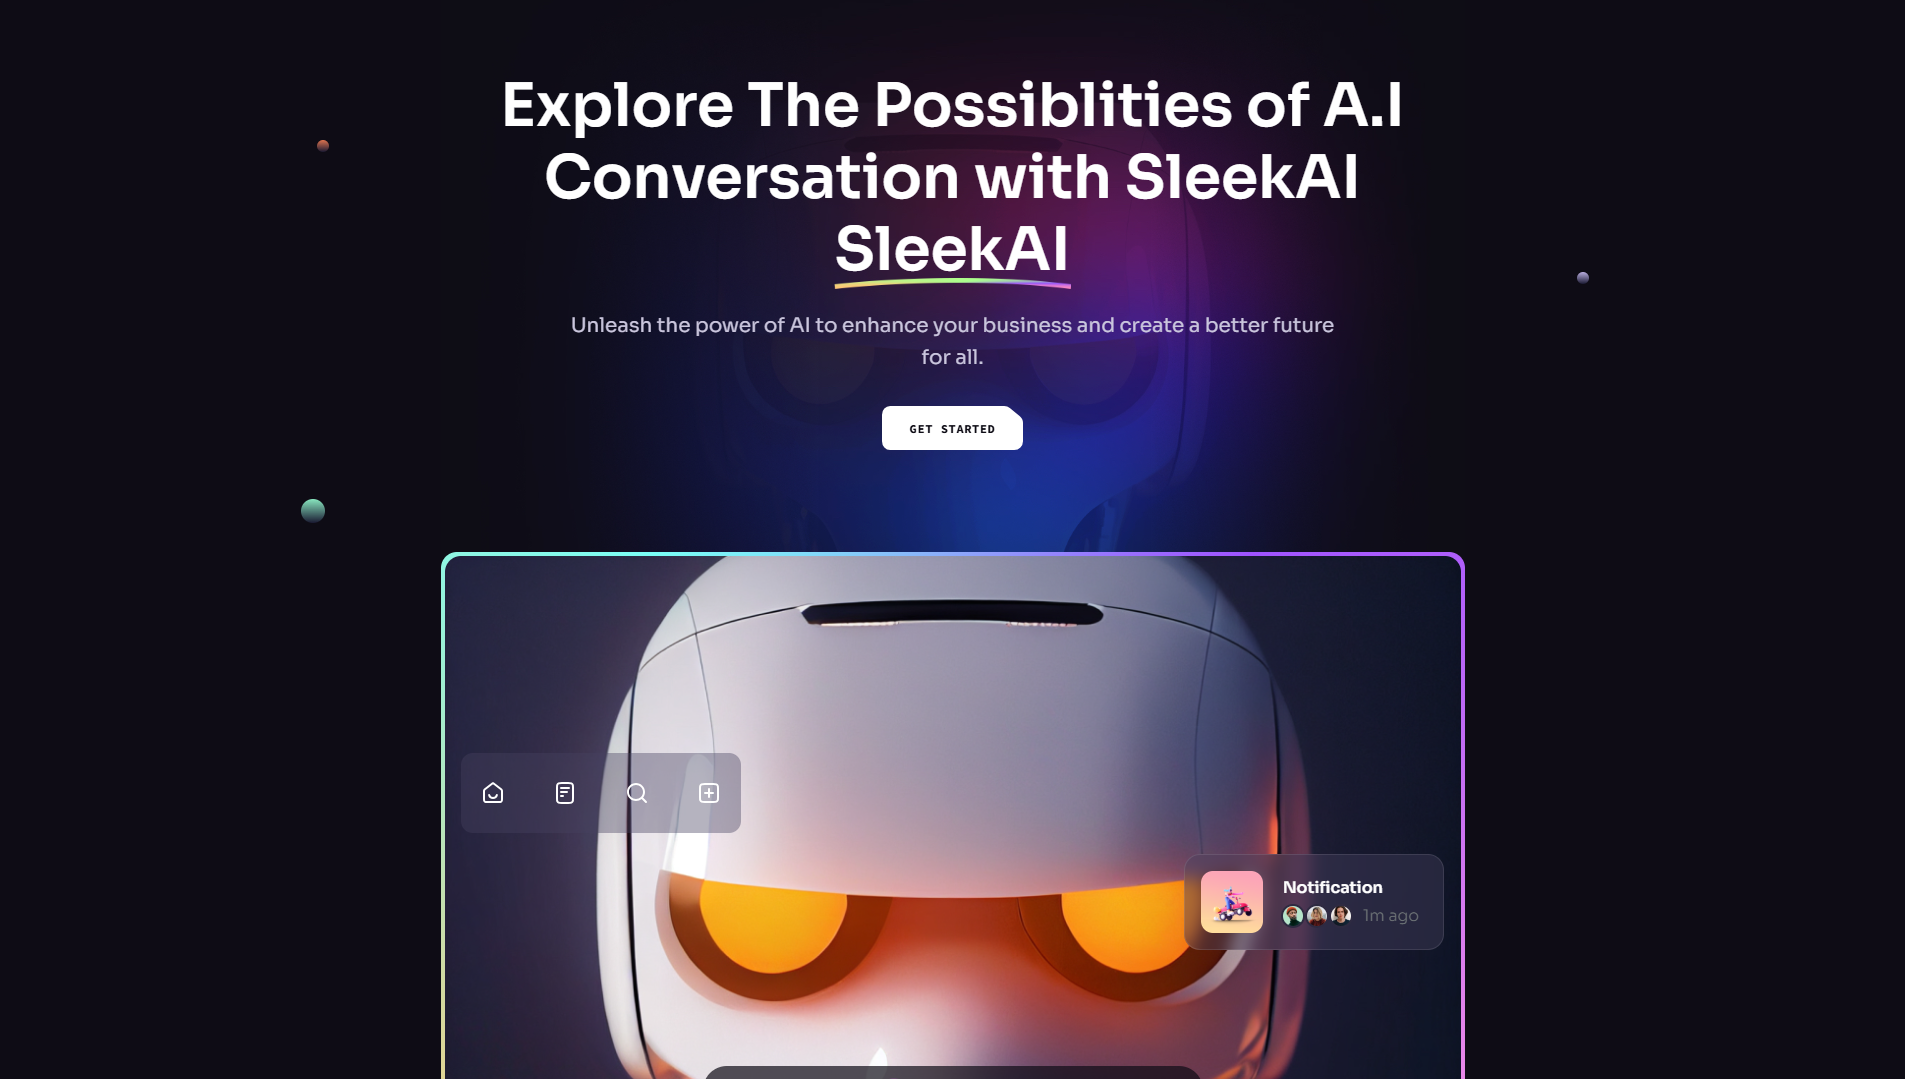 Explore The Possiblities of A.I
Conversation with SleekAI
SleekAI
Unleash the power of AI to enhance your business and create a better future
for all.
GET STARTED
Notification
1m ago